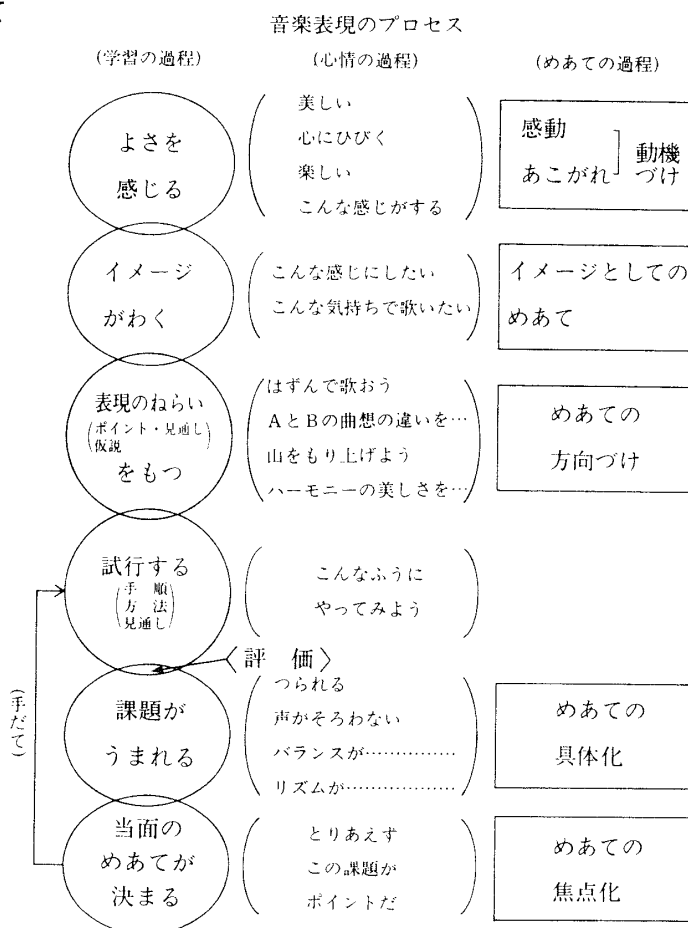 音楽表現のプロセス
(学習の過程)
(心情の過程)
(めあての過程)
よさを
感じる
美しい
心にひびく
楽しい
こんな感じがする
感動
あこがれ
動機
づけ
イメージ
がわく
こんな感じにしたい
こんな気持ちで歌いたい
イメージとしての
めあて
表現のねらい
(ポイント・見通し
仮説)
をもつ
はずんで歌おう
AとBの曲想の違いを…
山をもり上げよう
ハーモニーの美しさを…
めあての
方向づけ
試行する
(手 順
方 法
見通し)
こんなふうに
やってみよう
〈評 価〉
課題が
うまれる
つられる
声がそろわない
バランスが……………
リズムが………………
めあての
具体化
(手だて)
当面の
めあてが
決まる
とりあえず
この課題が
ポイントだ
めあての
焦点化